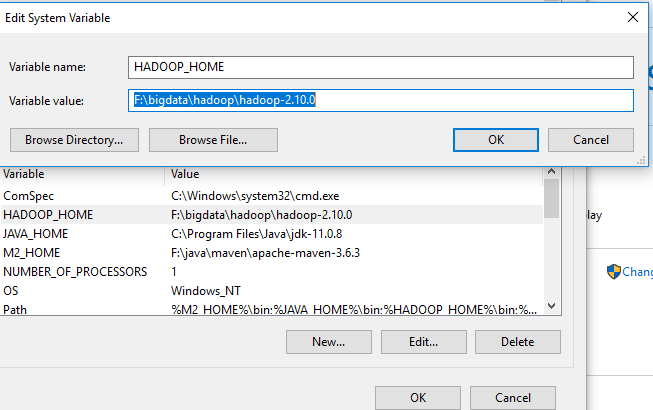 Edit System Variable
Variable name: HADOOP_HOME
Variable value: F:\bigdata\hadoop\hadoop-2.10.0
Browse Directory... Browse File... OK Cancel
Variable Value
ComSpec C:\Windows\system32\cmd.exe
HADOOP_HOME F:\bigdata\hadoop\hadoop-2.10.0
JAVA_HOME C:\Program Files\Java\jdk-11.0.8
M2_HOME F:\java\maven\apache-maven-3.6.3
NUMBER_OF_PROCESSORS 1
OS Windows_NT
Path %M2_HOME%\bin;%JAVA_HOME%\bin;%HADOOP_HOME%\bin;%...
New... Edit... Delete
OK Cancel
play
Chang